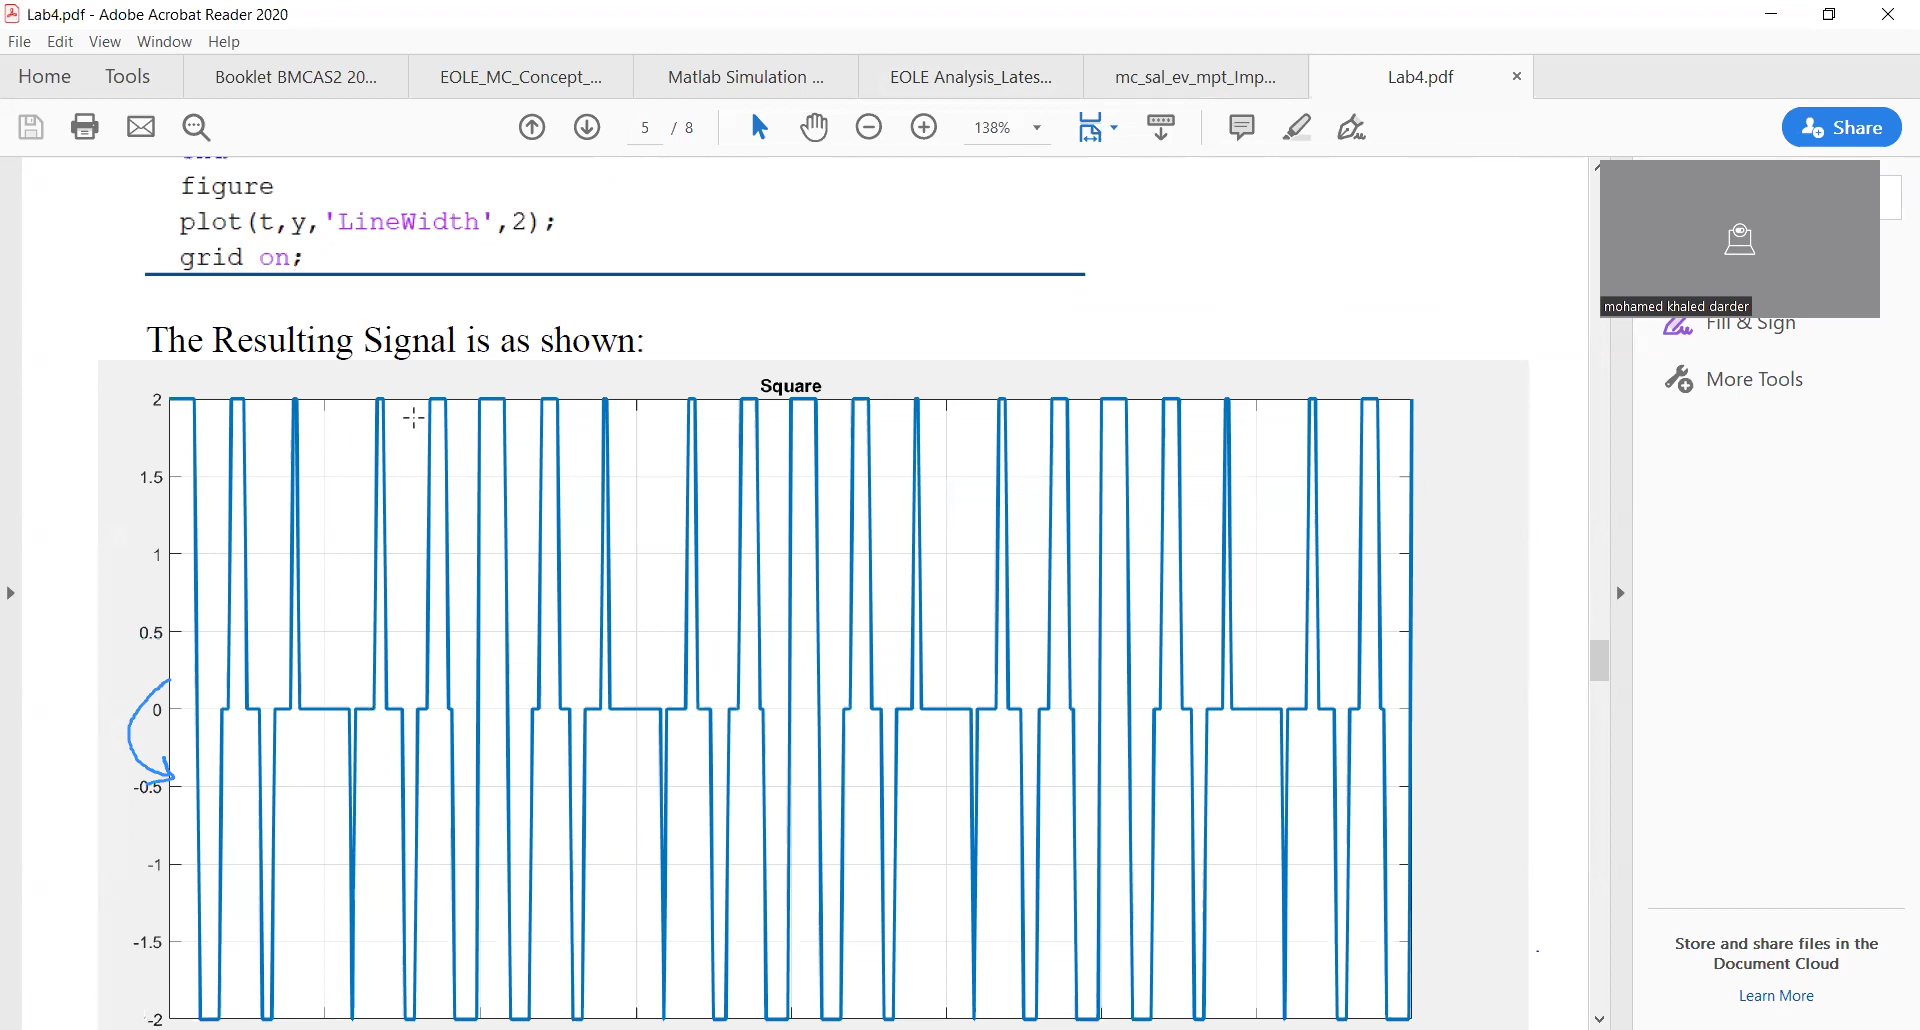 Lab4.pdf - Adobe Acrobat Reader 2020
File Edit View Window Help
Home Tools Booklet BMCAS2 20... EOLE_MC_Concept_... Matlab Simulation ... EOLE Analysis_Lates... mc_sal_ev_mpt_Imp... Lab4.pdf ×
5 / 8 138% Share
figure
plot(t,y,'LineWidth',2);
grid on;
mohamed khaled darder
Fill & Sign
More Tools
The Resulting Signal is as shown:
Square
2
1.5
1
0.5
0
-0.5
-1
-1.5
-2
Store and share files in the
Document Cloud
Learn More